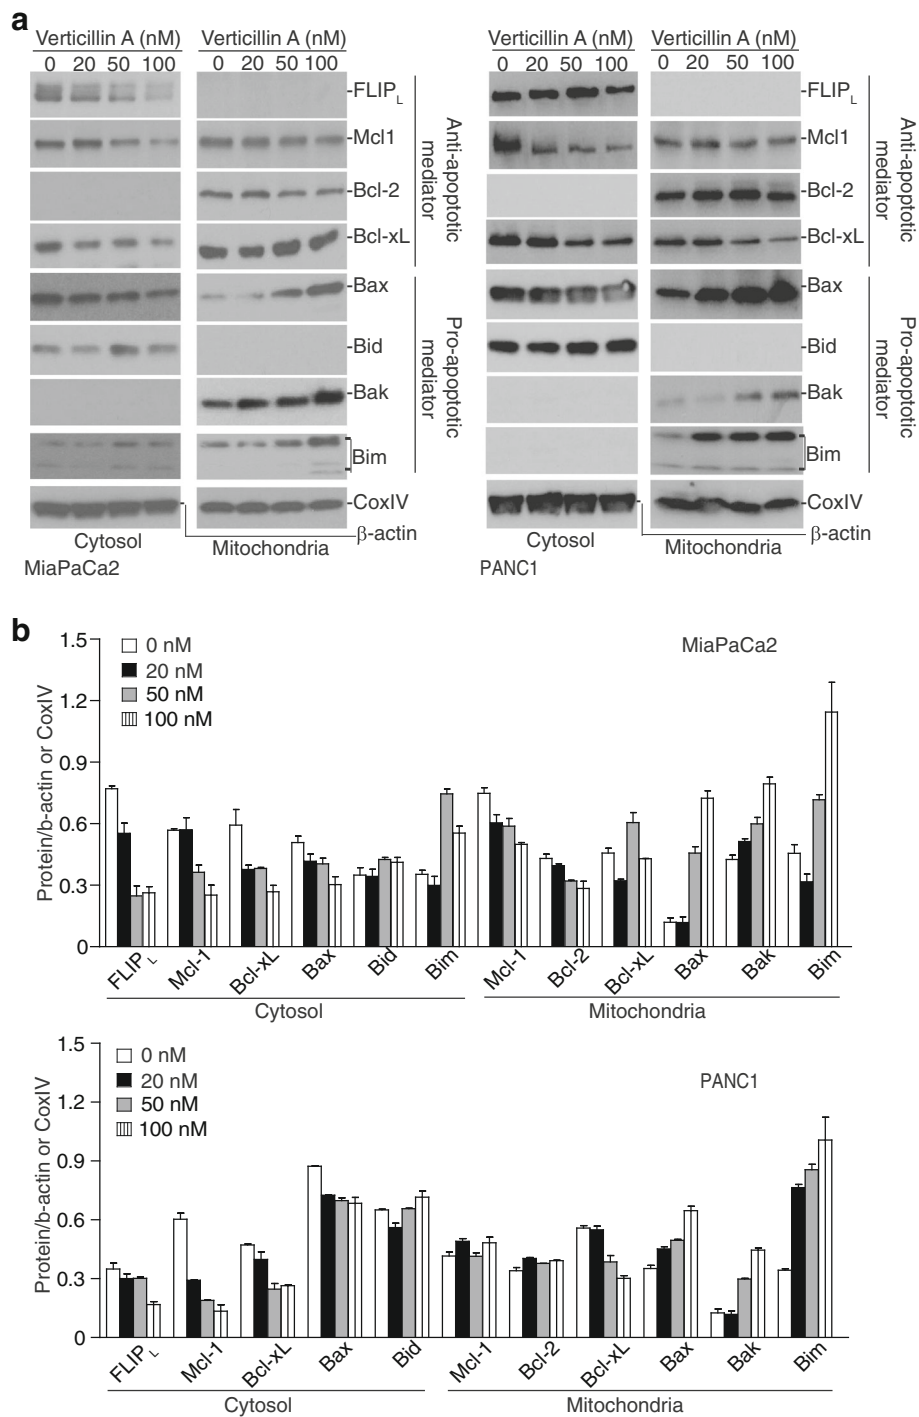 a
Verticillin A (nM) Verticillin A (nM)
0 20 50 100 0 20 50 100
-FLIP L
-Mcl1
-Bcl-2
-Bcl-xL
-Bax
-Bid
-Bak
Bim
-CoxIV
β-actin
Anti-apoptotic
mediator
Pro-apoptotic
mediator
Cytosol
Mitochondria
MiaPaCa2
Verticillin A (nM) Verticillin A (nM)
0 20 50 100 0 20 50 100
-FLIP L
-Mcl1
-Bcl-2
-Bcl-xL
-Bax
-Bid
-Bak
Bim
-CoxIV
β-actin
Anti-apoptotic
mediator
Pro-apoptotic
mediator
Cytosol
Mitochondria
PANC1
b
Protein/b-actin or CoxIV
1.5
1.2
0.9
0.6
0.3
0
0 nM
20 nM
50 nM
100 nM
MiaPaCa2
FLIP L Mcl-1 Bcl-xL Bax Bid Bim Mcl-1 Bcl-2 Bcl-xL Bax Bak Bim
Cytosol Mitochondria
Protein/b-actin or CoxIV
1.5
1.2
0.9
0.6
0.3
0
0 nM
20 nM
50 nM
100 nM
PANC1
FLIP L Mcl-1 Bcl-xL Bax Bid Mcl-1 Bcl-2 Bcl-xL Bax Bak Bim
Cytosol Mitochondria